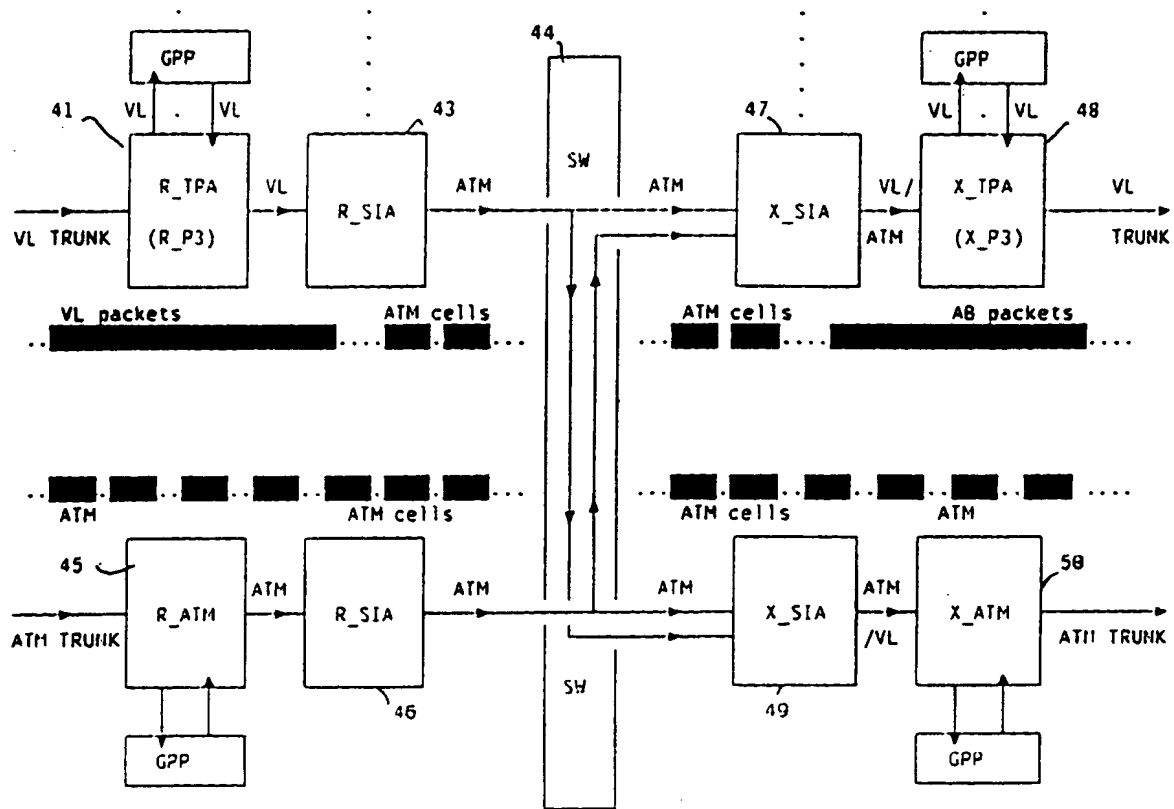 44
GPP
GPP
VL
VL
VL
VL
41
43
47
48
SW
R_TPA
(R_P3)
VL
R_SIA
ATM
ATM
X_SIA
VL/
ATM
X_TPA
(X_P3)
VL
TRUNK
VL TRUNK
VL packets
ATM cells
ATM cells
AB packets
ATM
ATM cells
ATM cells
ATM
45
50
R_ATM
ATM
R_SIA
ATM
ATM
X_SIA
ATM
/VL
X_ATM
ATM TRUNK
ATM TRUNK
SW
46
49
GPP
GPP